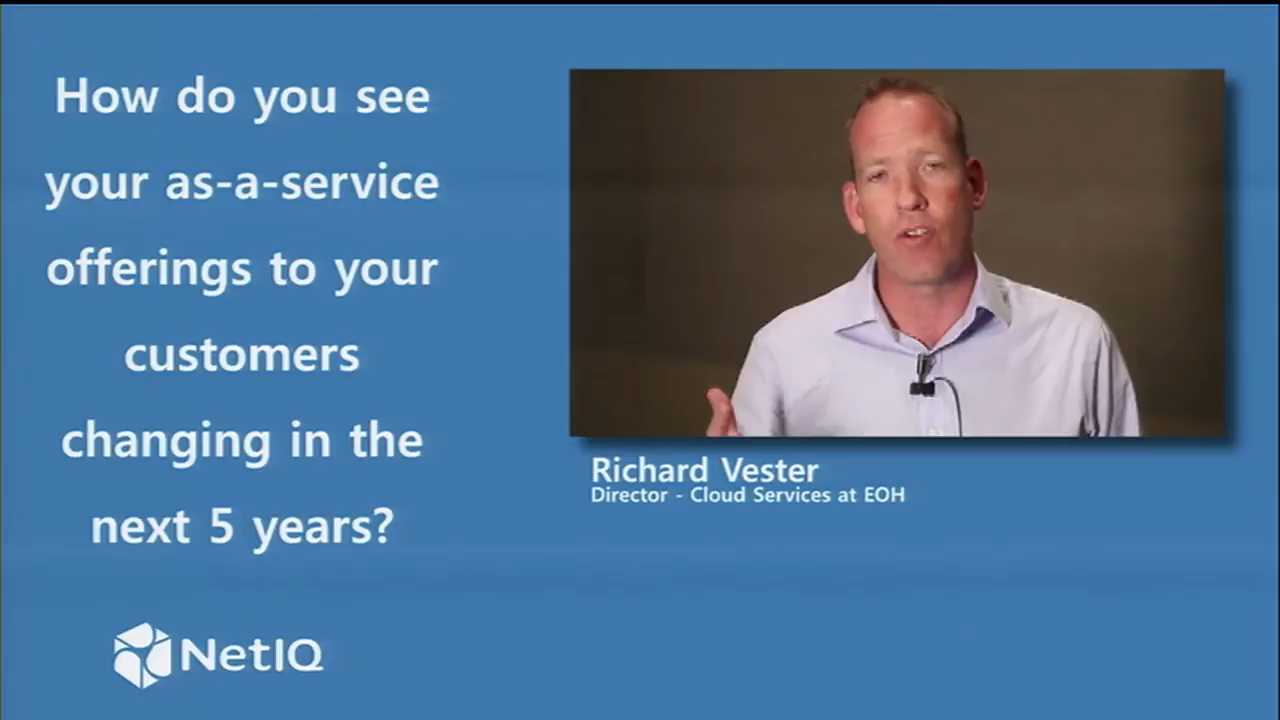 How do you see
your as-a-service
offerings to your
customers
changing in the
next 5 years?
Richard Vester
Director - Cloud Services at EOH
NetIQ